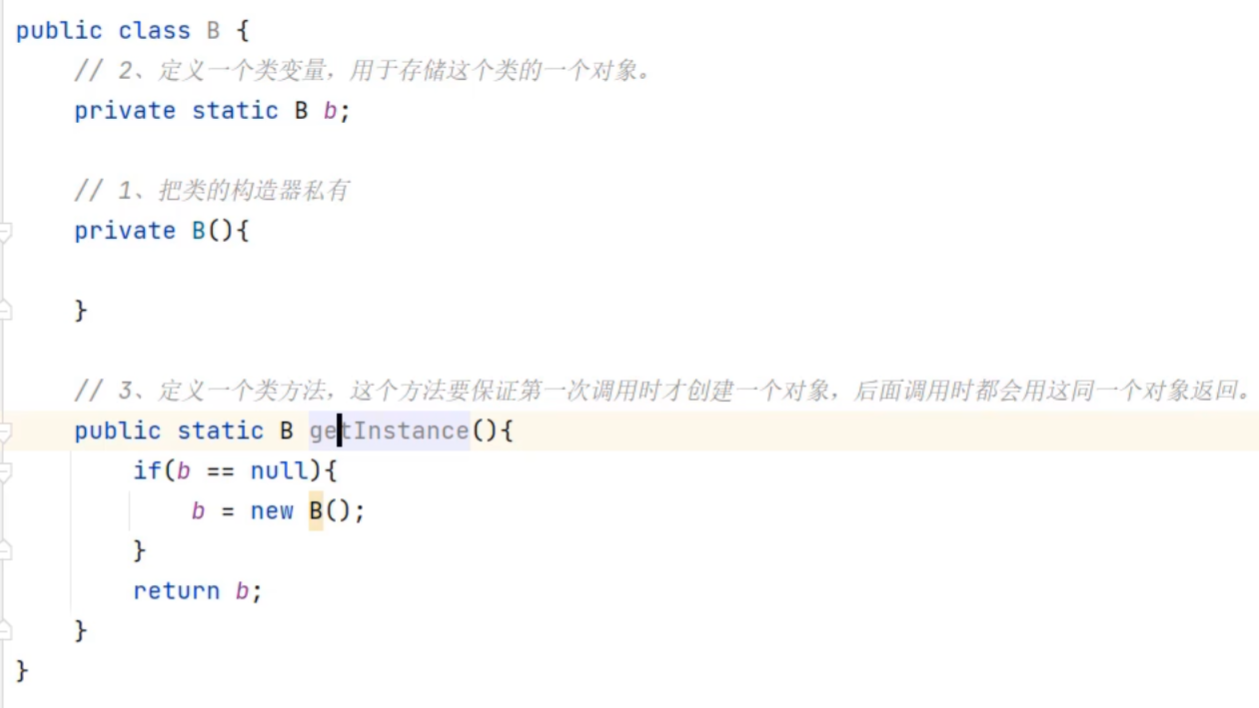 public class B {
// 2、定义一个类变量，用于存储这个类的一个对象。
private static B b;
// 1、把类的构造器私有
private B(){
}
// 3、定义一个类方法，这个方法要保证第一次调用时才创建一个对象，后面调用时都会用这同一个对象返回。
public static B getInstance(){
if(b == null){
b = new B();
}
return b;
}
}